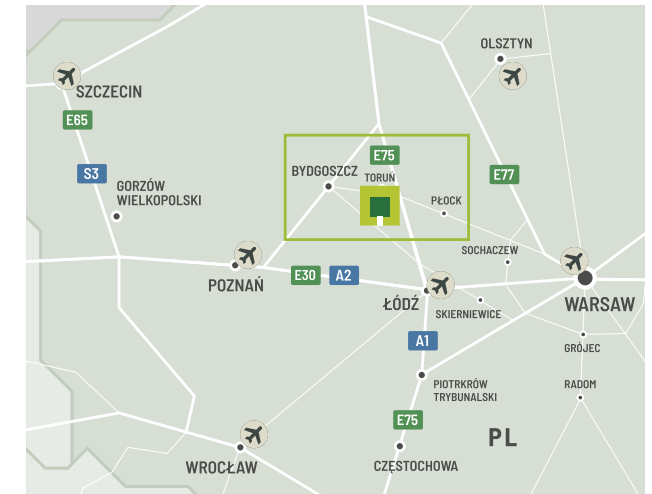 OLSZTYN
SZCZECIN
E65
E75
BYDGOSZCZ
TORUŃ
S3
E77
GORZÓW
WIELKOPOLSKI
PŁOCK
SOCHACZEW
POZNAŃ
E30
A2
ŁÓDŹ
SKIERNIEWICE
WARSAW
A1
GRÓJEC
PIOTRKRÓW
TRYBUNALSKI
RADOM
E75
PL
WROCŁAW
CZĘSTOCHOWA